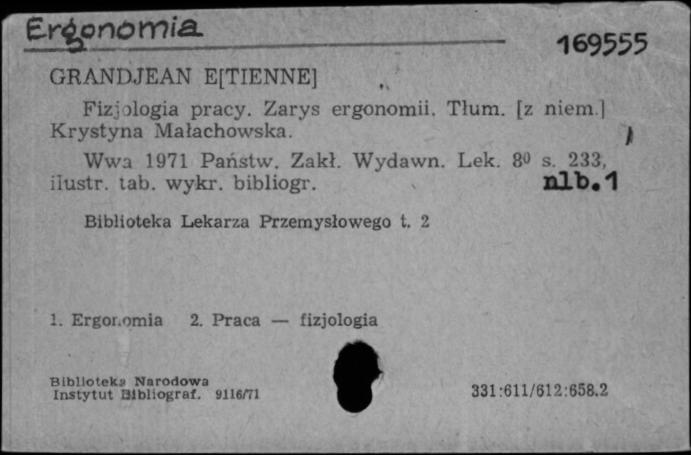 Ergonomia
169555
GRANDJEAN E[TIENNE]
Fizjologia pracy. Zarys ergonomii. Tłum. [z niem.]
Krystyna Małachowska.
Wwa 1971 Państw. Zakł. Wydawn. Lek. 8º s. 233,
ilustr. tab. wykr. bibliogr. nlb.1
Biblioteka Lekarza Przemysłowego t. 2
1. Ergonomia 2. Praca — fizjologia
Biblioteka Narodowa
Instytut Bibliograf. 9116/71
331:611/612:658.2